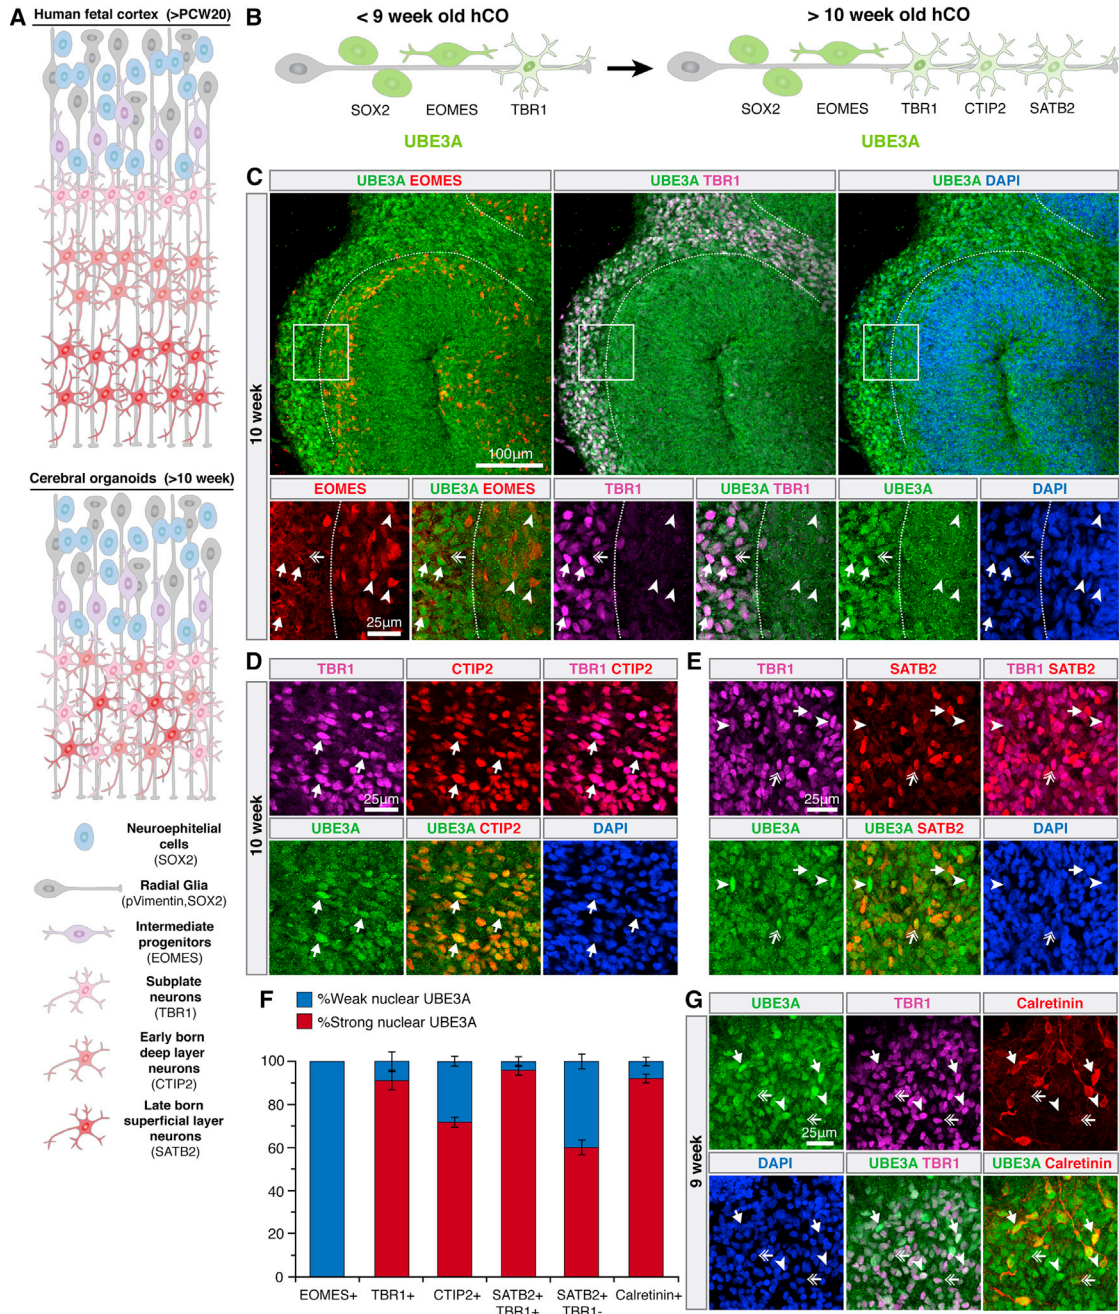 A
Human fetal cortex (>PCW20)
Cerebral organoids (>10 week)
Neuroephitelial
cells
(SOX2)
Radial Glia
(pVimentin,SOX2)
Intermediate
progenitors
(EOMES)
Subplate
neurons
(TBR1)
Early born
deep layer
neurons
(CTIP2)
Late born
superficial layer
neurons
(SATB2)
B
< 9 week old hCO
> 10 week old hCO
SOX2 EOMES TBR1
SOX2 EOMES TBR1 CTIP2 SATB2
UBE3A
UBE3A
C
UBE3A EOMES
UBE3A TBR1
UBE3A DAPI
10 week
100µm
EOMES
UBE3A EOMES
TBR1
UBE3A TBR1
UBE3A
DAPI
25µm
D
TBR1
CTIP2
TBR1 CTIP2
10 week
25µm
UBE3A
UBE3A CTIP2
DAPI
E
TBR1
SATB2
TBR1 SATB2
25µm
UBE3A
UBE3A SATB2
DAPI
F
%Weak nuclear UBE3A
%Strong nuclear UBE3A
100
80
60
40
20
0
EOMES+
TBR1+
CTIP2+
SATB2+
TBR1+
SATB2+
TBR1-
Calretinin+
G
UBE3A
TBR1
Calretinin
9 week
25µm
DAPI
UBE3A TBR1
UBE3A Calretinin